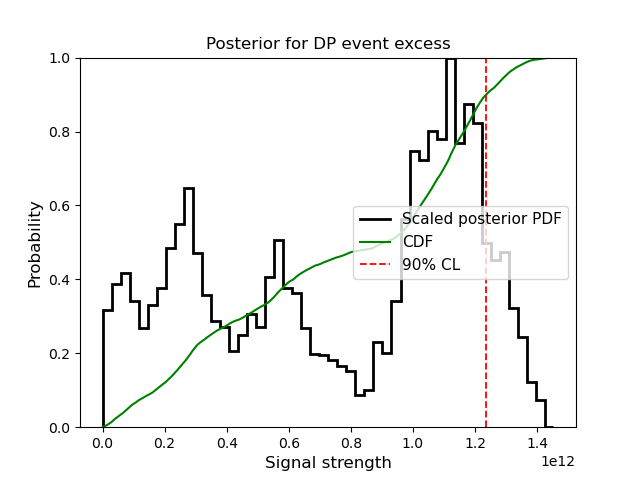 Posterior for DP event excess
Probability
1.0
0.8
0.6
0.4
0.2
0.0
Scaled posterior PDF
CDF
90% CL
0.0 0.2 0.4 0.6 0.8 1.0 1.2 1.4
1e12
Signal strength